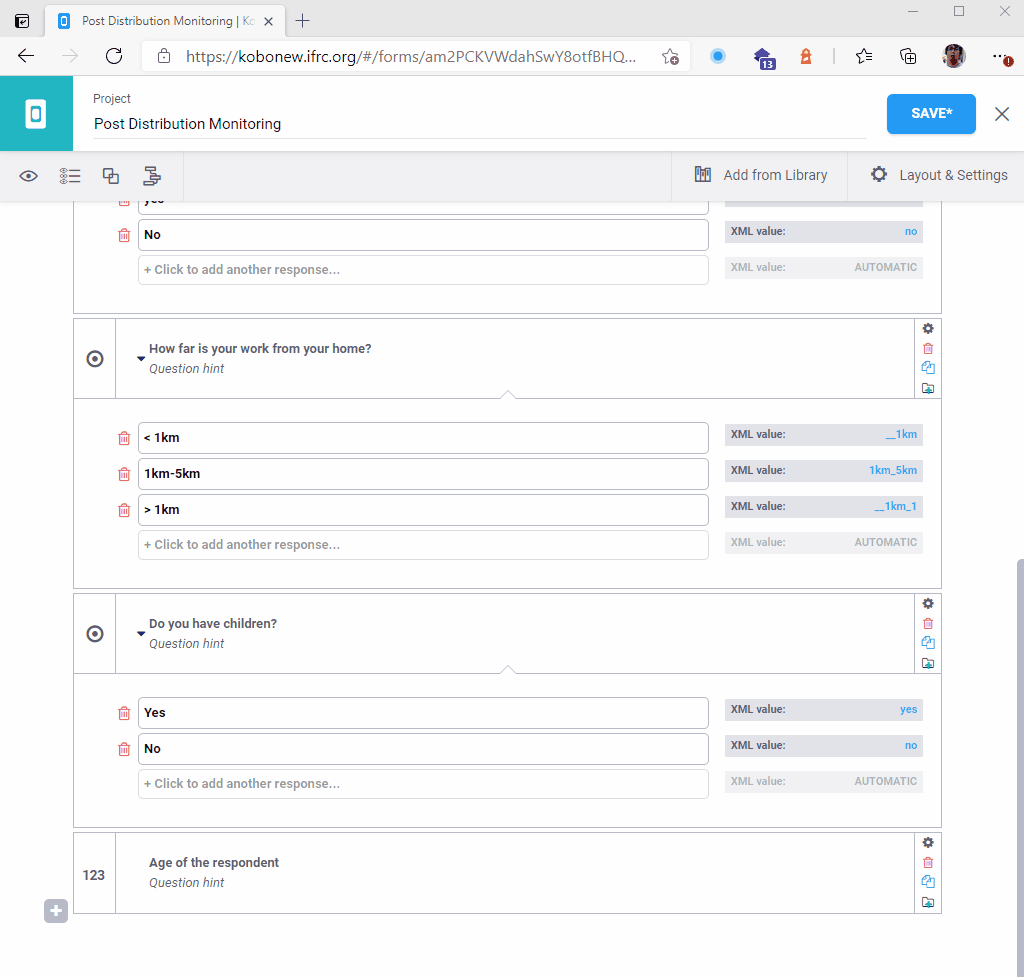 Post Distribution Monitoring | Ko
https://kobonew.ifrc.org/#/forms/am2PCKVWdahSwY8otfBHQ...
13
Project
Post Distribution Monitoring
SAVE*
Add from Library
Layout & Settings
yes
No
XML value: no
+ Click to add another response...
XML value: AUTOMATIC
How far is your work from your home?
Question hint
< 1km
XML value: __1km
1km-5km
XML value: 1km_5km
> 1km
XML value: __1km_1
+ Click to add another response...
XML value: AUTOMATIC
Do you have children?
Question hint
Yes
XML value: yes
No
XML value: no
+ Click to add another response...
XML value: AUTOMATIC
123
Age of the respondent
Question hint